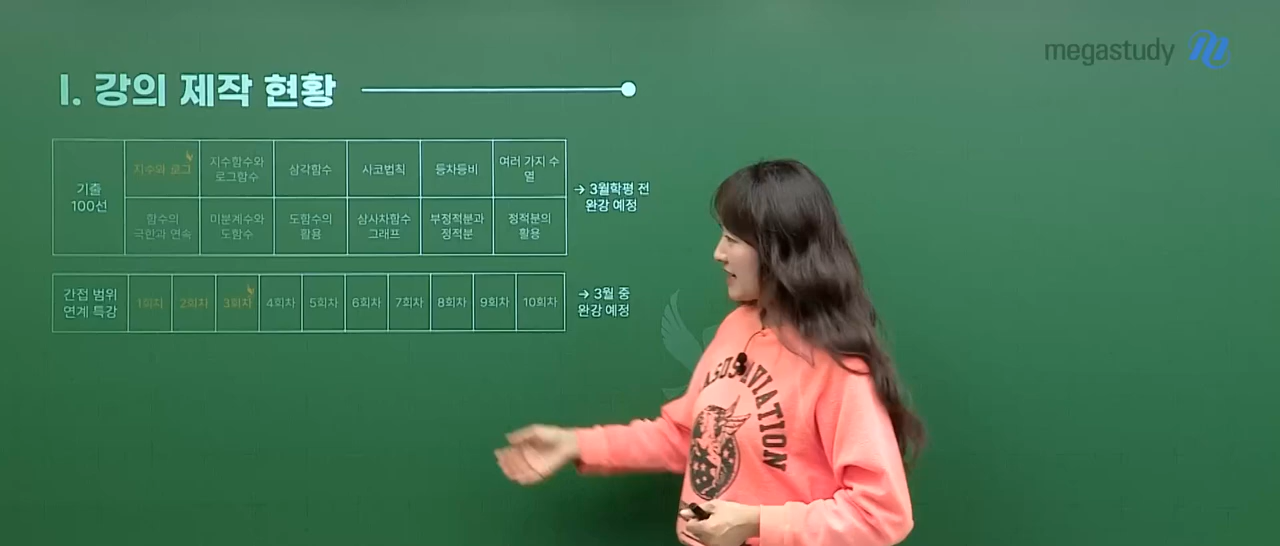 megastudy
I. 강의 제작 현황
기출
100선
지수와 로그
지수함수와
로그함수
삼각함수
사코법칙
등차등비
여러 가지 수
열
함수의
극한과 연속
미분계수와
도함수
도함수의
활용
삼사차함수
그래프
부정적분과
정적분
정적분의
활용
→ 3월학평 전
완강 예정
간접 범위
연계 특강
1회차
2회차
3회차
4회차
5회차
6회차
7회차
8회차
9회차
10회차
→ 3월 중
완강 예정
AVIATION